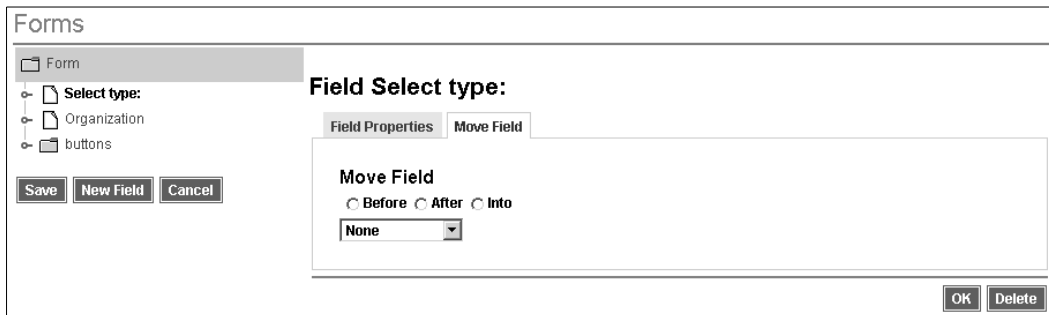 Forms
Form
Select type:
Organization
buttons
Save New Field Cancel
Field Select type:
Field Properties Move Field
Move Field
Before After Into
None
OK Delete